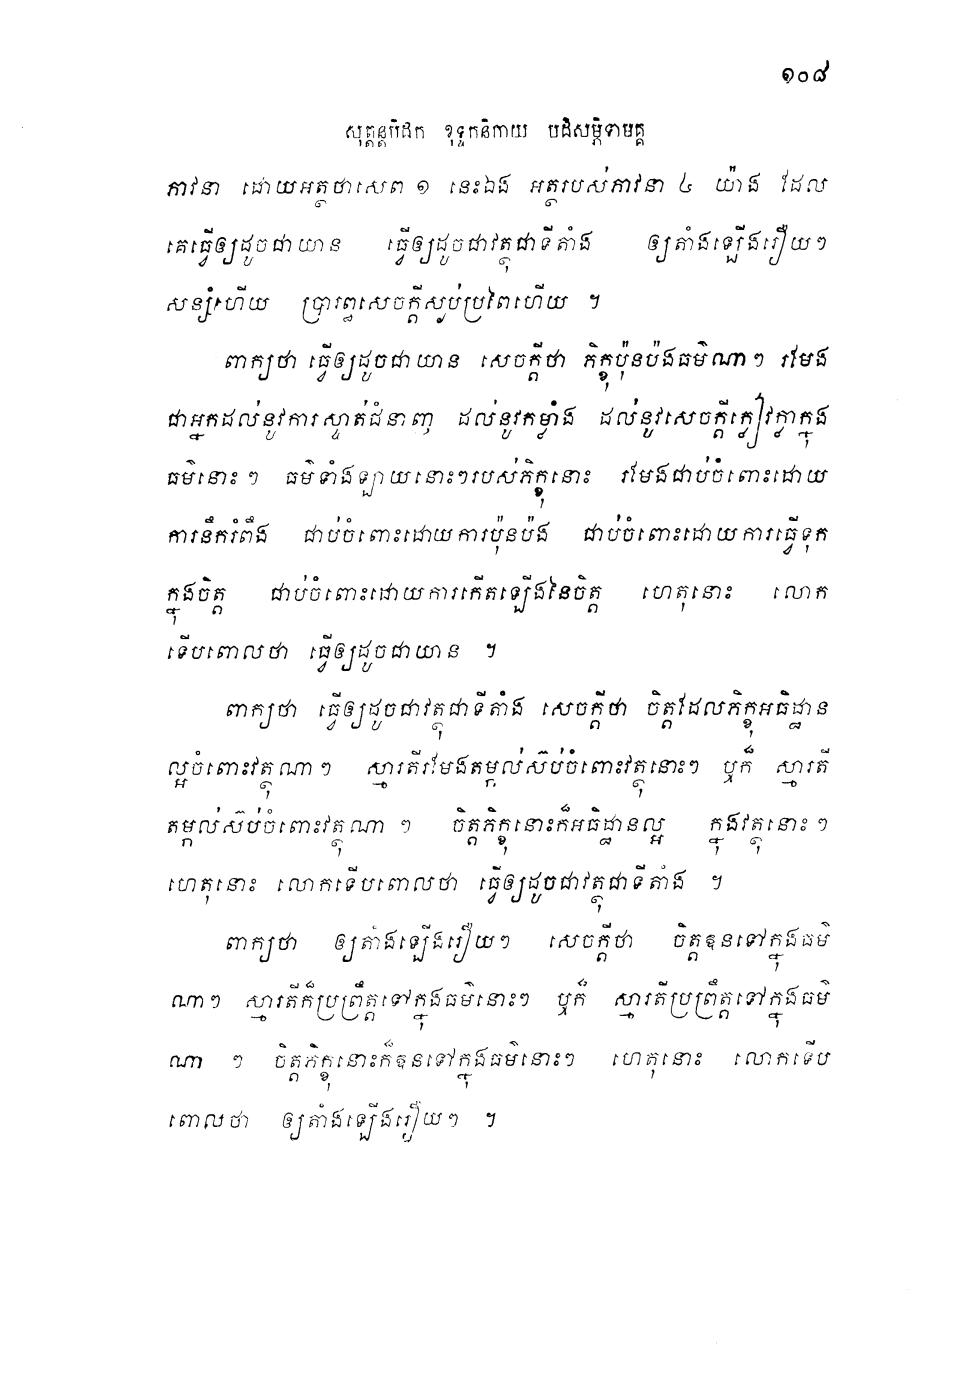 ១០៨
សុត្តន្តបិដក ខុទ្ទកនិកាយ បដិសម្ភិទាមគ្គ
ភាវនា ដោយអត្ថថាសេព ១ នេះឯង អត្ថរបស់ភាវនា ៤ យ៉ាង ដែល
គេធ្វើឲ្យដូចជាយាន ធ្វើឲ្យដូចជាវត្ថុជាទីតាំង ឲ្យតាំងឡើងរឿយៗ
សន្សំហើយ ប្រារព្ធសេចក្តីស្ទប់ប្រពៃហើយ ។
ពាក្យថា ធ្វើឲ្យដូចជាយាន សេចក្តីថា ភិក្ខុប៉ុនប៉ងធម៌ណាៗ រមែង
ជាអ្នកដល់នូវការស្ទាត់ជំនាញ ដល់នូវកម្លាំង ដល់នូវសេចក្តីក្លៀវក្លាក្នុង
ធម៌នោះៗ ធម៌ទាំងឡាយនោះៗរបស់ភិក្ខុនោះ រមែងជាប់ចំពោះដោយ
ការនឹករំពឹង ជាប់ចំពោះដោយការប៉ុនប៉ង ជាប់ចំពោះដោយការធ្វើទុក
ក្នុងចិត្ត ជាប់ចំពោះដោយការកើតឡើងនៃចិត្ត ហេតុនោះ លោក
ទើបពោលថា ធ្វើឲ្យដូចជាយាន ។
ពាក្យថា ធ្វើឲ្យដូចជាវត្ថុជាទីតាំង សេចក្តីថា ចិត្តដែលភិក្ខុអធិដ្ឋាន
ល្អចំពោះវត្ថុណាៗ ស្មារតីរមែងតម្កល់ស៊ប់ចំពោះវត្ថុនោះៗ ឬក៏ ស្មារតី
តម្កល់ស៊ប់ចំពោះវត្ថុណា ៗ ចិត្តភិក្ខុនោះក៏អធិដ្ឋានល្អ ក្នុងវត្ថុនោះៗ
ហេតុនោះ លោកទើបពោលថា ធ្វើឲ្យដូចជាវត្ថុជាទីតាំង ។
ពាក្យថា ឲ្យតាំងឡើងរឿយៗ សេចក្តីថា ចិត្តឱនទៅក្នុងធម៌
ណាៗ ស្មារតីក៏ប្រព្រឹត្តទៅក្នុងធម៌នោះៗ ឬក៏ ស្មារតីប្រព្រឹត្តទៅក្នុងធម៌
ណា ៗ ចិត្តភិក្ខុនោះក៏ឱនទៅក្នុងធម៌នោះៗ ហេតុនោះ លោកទើប
ពោលថា ឲ្យតាំងឡើងរឿយៗ ។